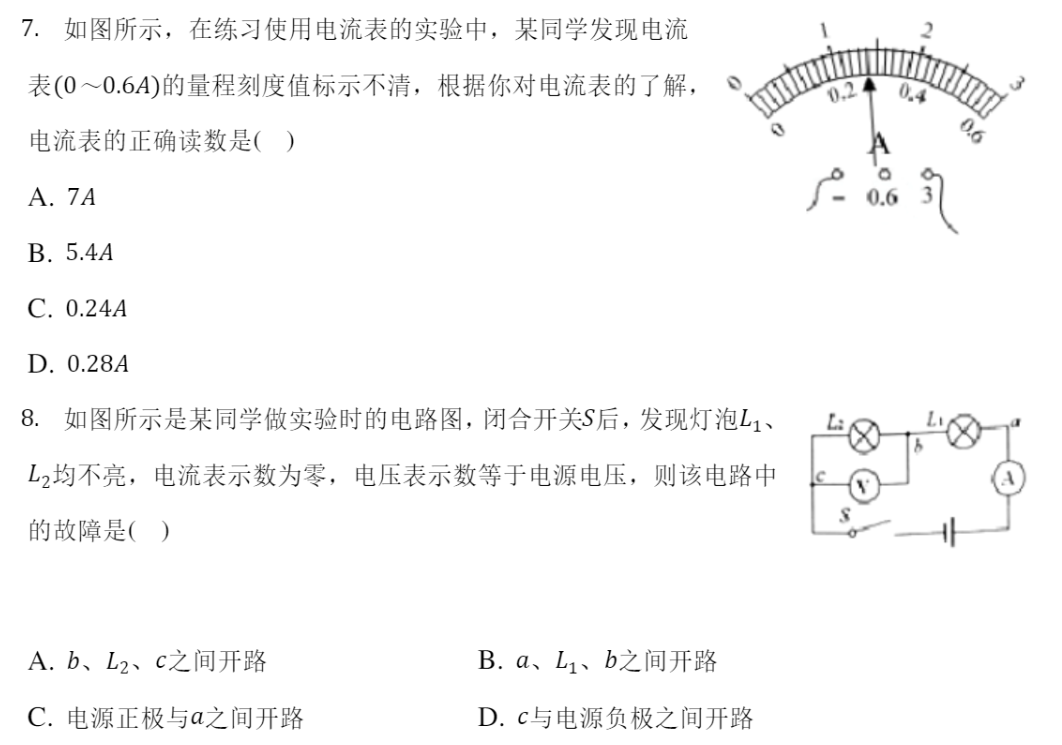 7. 如图所示，在练习使用电流表的实验中，某同学发现电流
表(0～0.6A)的量程刻度值标示不清，根据你对电流表的了解，
电流表的正确读数是( )
A. 7A
B. 5.4A
C. 0.24A
D. 0.28A
0 1 2 3
0 0.2 0.4 0.6
A
− 0.6 3
8. 如图所示是某同学做实验时的电路图，闭合开关S后，发现灯泡L₁、
L₂均不亮，电流表示数为零，电压表示数等于电源电压，则该电路中
的故障是( )
L₂ L₁ a
b
c V A
S
A. b、L₂、c之间开路 B. a、L₁、b之间开路
C. 电源正极与a之间开路 D. c与电源负极之间开路